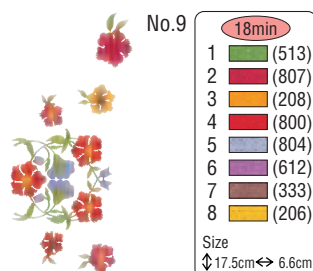 No.9
18min
1 (513)
2 (807)
3 (208)
4 (800)
5 (804)
6 (612)
7 (333)
8 (206)
Size
↕17.5cm↔ 6.6cm